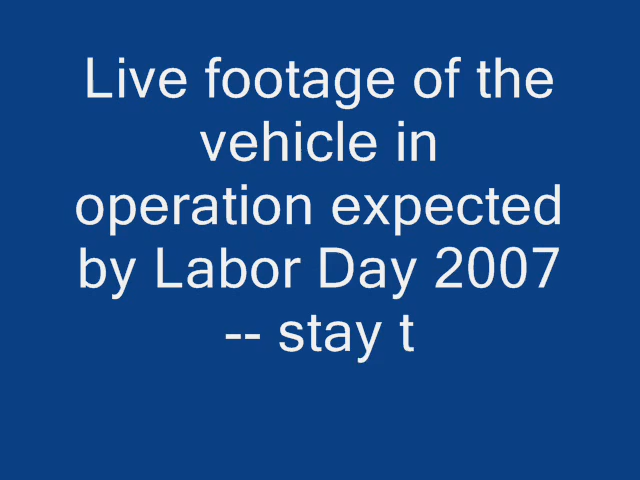 Live footage of the
vehicle in
operation expected
by Labor Day 2007
-- stay t